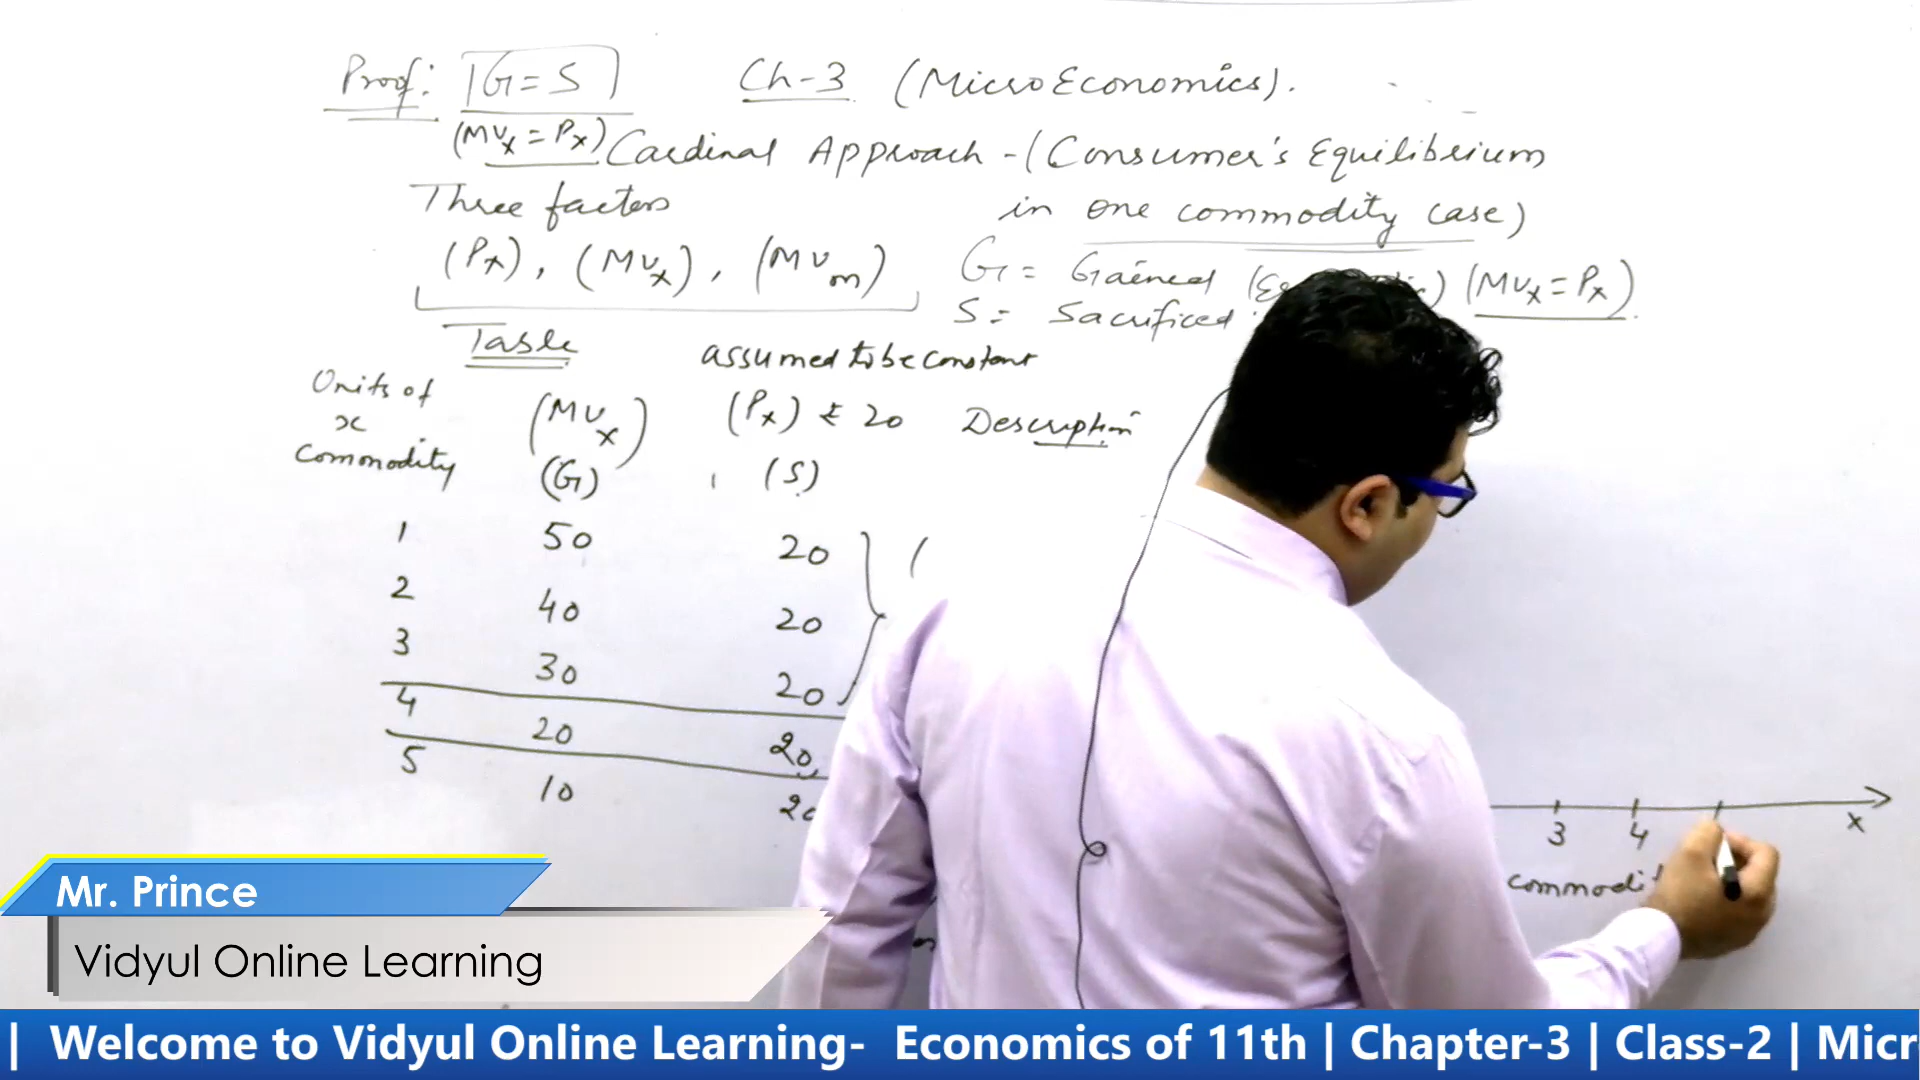 Proof: G = S Ch-3 (Micro Economics).
(MUx = Px) Cardinal Approach - (Consumer's Equilibrium
Three factors in one commodity case)
(Px), (MUx), (MUm) G = Gained (MUx = Px)
S = Sacrificed
Table assumed to be constant
Units of x commodity (MUx) (G) (Px) ₹ 20 (S) Description
1 50 20
2 40 20
3 30 20
4 20 20
5 10 20
3 4 x
Mr. Prince
Vidyul Online Learning
| Welcome to Vidyul Online Learning- Economics of 11th | Chapter-3 | Class-2 | Micr